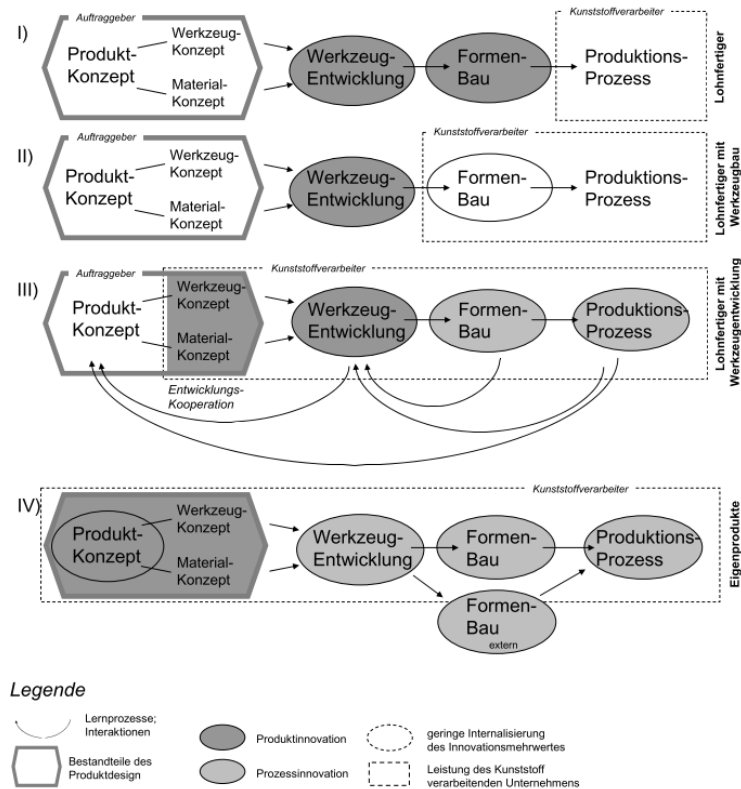 I)
Auftraggeber
Produkt-
Konzept
Werkzeug-
Konzept
Material-
Konzept
Werkzeug-
Entwicklung
Formen-
Bau
Kunststoffverarbeiter
Produktions-
Prozess
Lohnfertiger
II)
Auftraggeber
Produkt-
Konzept
Werkzeug-
Konzept
Material-
Konzept
Werkzeug-
Entwicklung
Kunststoffverarbeiter
Formen-
Bau
Produktions-
Prozess
Lohnfertiger mit
Werkzeugbau
III)
Auftraggeber
Kunststoffverarbeiter
Produkt-
Konzept
Werkzeug-
Konzept
Material-
Konzept
Werkzeug-
Entwicklung
Formen-
Bau
Produktions-
Prozess
Lohnfertiger mit
Werkzeugentwicklung
Entwicklungs-
Kooperation
IV)
Kunststoffverarbeiter
Produkt-
Konzept
Werkzeug-
Konzept
Material-
Konzept
Werkzeug-
Entwicklung
Formen-
Bau
Produktions-
Prozess
Formen-
Bau
extern
Eigenprodukte
Legende
Lernprozesse;
Interaktionen
Bestandteile des
Produktdesign
Produktinnovation
Prozessinnovation
geringe Internalisierung
des Innovationsmehrwertes
Leistung des Kunststoff
verarbeitenden Unternehmens